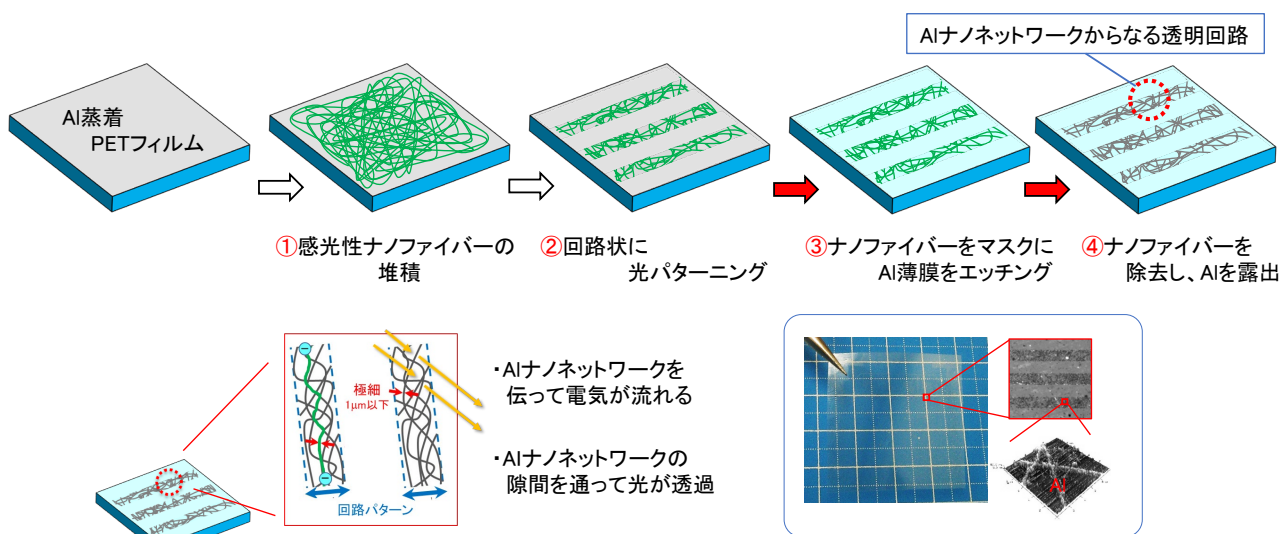 Alナノネットワークからなる透明回路
Al蒸着
PETフィルム
①感光性ナノファイバーの
堆積
②回路状に
光パターニング
③ナノファイバーをマスクに
Al薄膜をエッチング
④ナノファイバーを
除去し、Alを露出
極細
1μm以下
回路パターン
・Alナノネットワークを
伝って電気が流れる
・Alナノネットワークの
隙間を通って光が透過
Al